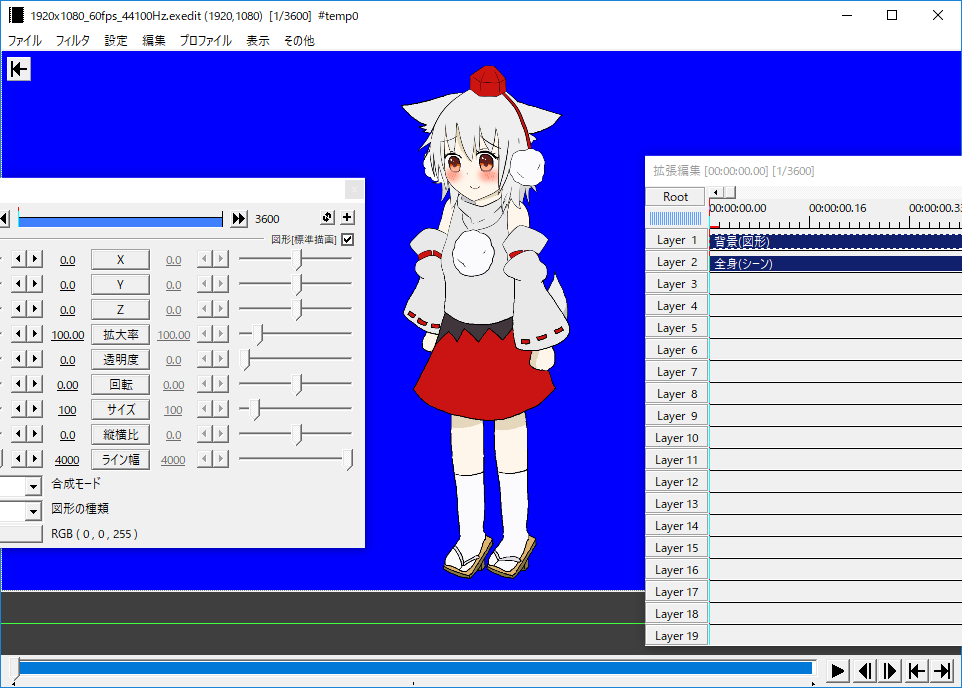 1920x1080_60fps_44100Hz.exedit (1920,1080) [1/3600] #temp0
ファイル フィルタ 設定 編集 プロファイル 表示 その他
3600
図形[標準描画]
0.0 X 0.0
0.0 Y 0.0
0.0 Z 0.0
100.00 拡大率 100.00
0.0 透明度 0.0
0.00 回転 0.00
100 サイズ 100
0.0 縦横比 0.0
4000 ライン幅 4000
合成モード
図形の種類
RGB ( 0 , 0 , 255 )
拡張編集 [00:00:00.00] [1/3600]
Root
00:00:00.00 00:00:00.16 00:00:00.33
Layer 1 背景(図形)
Layer 2 全身(シーン)
Layer 3
Layer 4
Layer 5
Layer 6
Layer 7
Layer 8
Layer 9
Layer 10
Layer 11
Layer 12
Layer 13
Layer 14
Layer 15
Layer 16
Layer 17
Layer 18
Layer 19